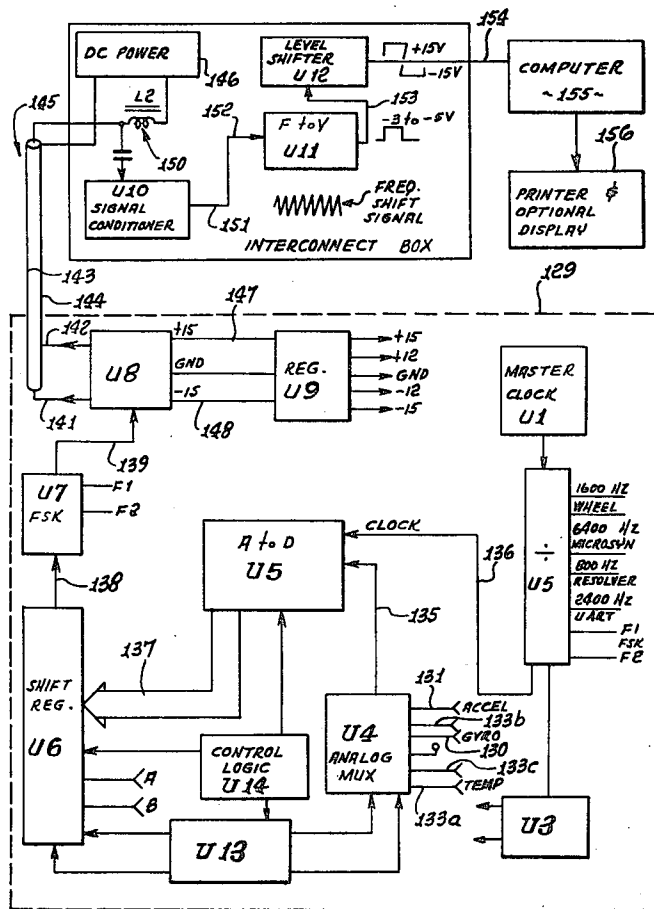 DC POWER
146
145
L2
150
U10
SIGNAL
CONDITIONER
151
152
LEVEL
SHIFTER
U12
+15V
-15V
153
F to V
U11
-3 to -5V
FREQ.
SHIFT
SIGNAL
INTERCONNECT BOX
154
COMPUTER
~155~
156
PRINTER &
OPTIONAL
DISPLAY
129
143
144
142
141
U8
+15
GND
-15
147
148
REG.
U9
+15
+12
GND
-12
-15
MASTER
CLOCK
U1
139
U7
FSK
F1
F2
138
A to D
U5
CLOCK
136
÷
U5
1600 HZ
WHEEL
6400 HZ
MICROSYN
800 HZ
RESOLVER
2400 HZ
UART
F1
FSK
F2
135
137
SHIFT
REG.
U6
A
B
CONTROL
LOGIC
U14
U4
ANALOG
MUX
131
ACCEL
133b
GYRO
130
133c
TEMP
133a
U13
U3